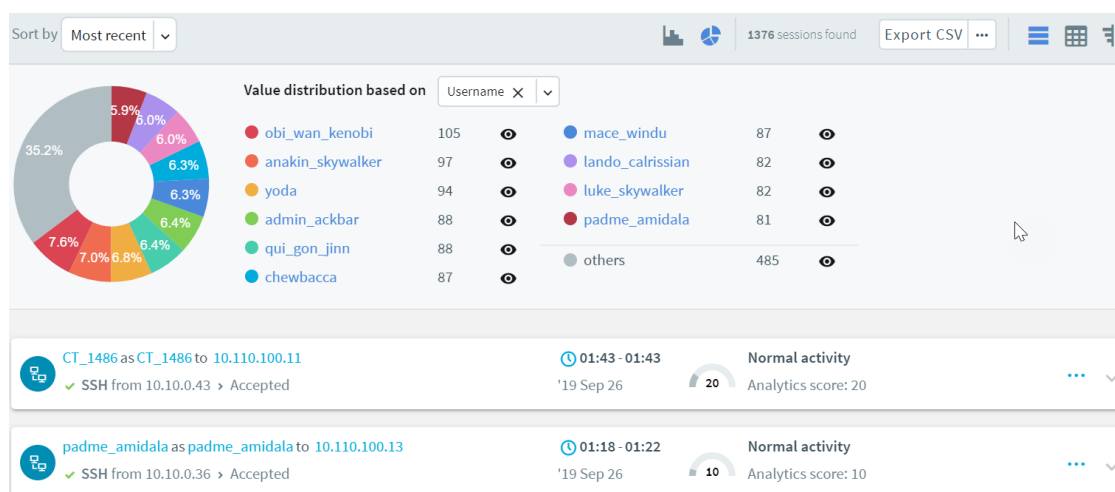 Sort by Most recent 1376 sessions found Export CSV ...
Value distribution based on Username ×
5.9%
6.0%
6.0%
6.3%
6.3%
6.4%
6.4%
6.8%
7.0%
7.6%
35.2%
obi_wan_kenobi 105
anakin_skywalker 97
yoda 94
admin_ackbar 88
qui_gon_jinn 88
chewbacca 87
mace_windu 87
lando_calrissian 82
luke_skywalker 82
padme_amidala 81
others 485
CT_1486 as CT_1486 to 10.110.100.11
SSH from 10.10.0.43 > Accepted
01:43 - 01:43
'19 Sep 26
20
Normal activity
Analytics score: 20
padme_amidala as padme_amidala to 10.110.100.13
SSH from 10.10.0.36 > Accepted
01:18 - 01:22
'19 Sep 26
10
Normal activity
Analytics score: 10